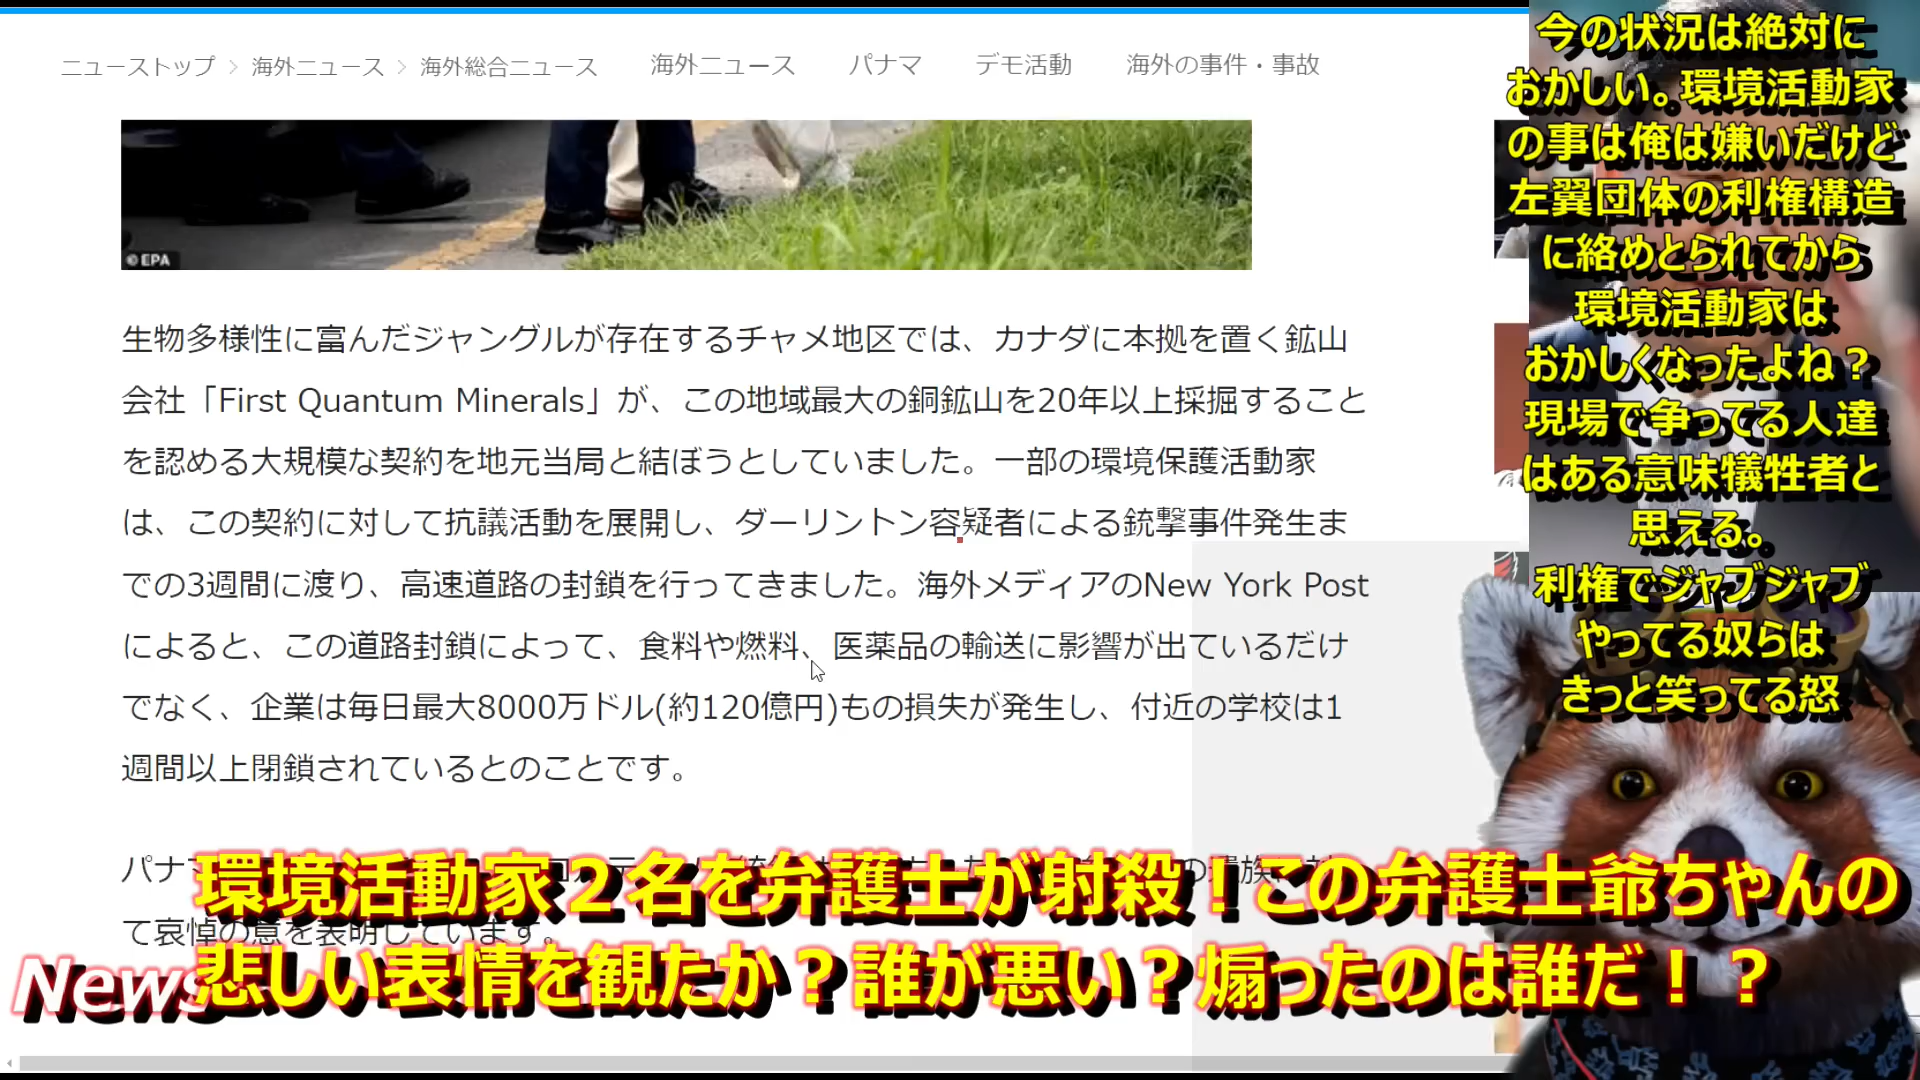 ニューストップ > 海外ニュース > 海外総合ニュース 海外ニュース パナマ デモ活動 海外の事件・事故
© EPA
生物多様性に富んだジャングルが存在するチャメ地区では、カナダに本拠を置く鉱山
会社「First Quantum Minerals」が、この地域最大の銅鉱山を20年以上採掘すること
を認める大規模な契約を地元当局と結ぼうとしていました。一部の環境保護活動家
は、この契約に対して抗議活動を展開し、ダーリントン容疑者による銃撃事件発生ま
での3週間に渡り、高速道路の封鎖を行ってきました。海外メディアのNew York Post
によると、この道路封鎖によって、食料や燃料、医薬品の輸送に影響が出ているだけ
でなく、企業は毎日最大8000万ドル(約120億円)もの損失が発生し、付近の学校は1
週間以上閉鎖されているとのことです。
パナマ
て哀悼の意を表明しています。
今の状況は絶対に
おかしい。環境活動家
の事は俺は嫌いだけど
左翼団体の利権構造
に絡めとられてから
環境活動家は
おかしくなったよね？
現場で争ってる人達
はある意味犠牲者と
思える。
利権でジャブジャブ
やってる奴らは
きっと笑ってる怒
環境活動家２名を弁護士が射殺！この弁護士爺ちゃんの
悲しい表情を観たか？誰が悪い？煽ったのは誰だ！？
News